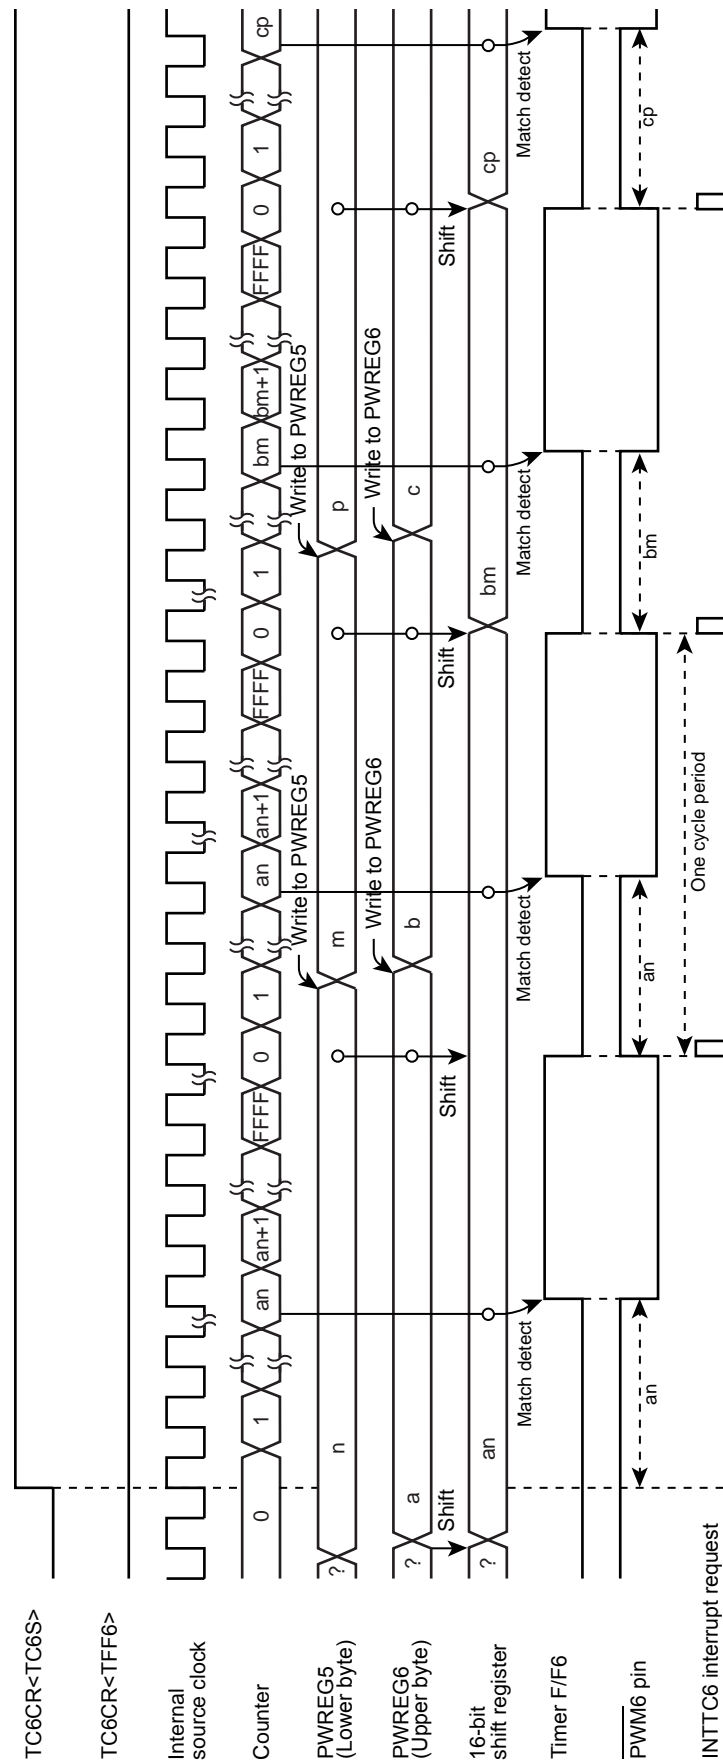 TC6CR<TC6S>
TC6CR<TFF6>
Internal
source clock
Counter 0 1 an an+1 FFFF 0 1 an an+1 FFFF 0 1 bm bm+1 FFFF 0 1 cp
Write to PWREG5 Write to PWREG5
PWREG5
(Lower byte) ? n m p
Write to PWREG6 Write to PWREG6
PWREG6
(Upper byte) ? a b c
Shift Shift Shift Shift
16-bit
shift register ? an bm cp
Match detect Match detect Match detect Match detect
Timer F/F6
PWM6 pin
an an bm cp
One cycle period
INTTC6 interrupt request